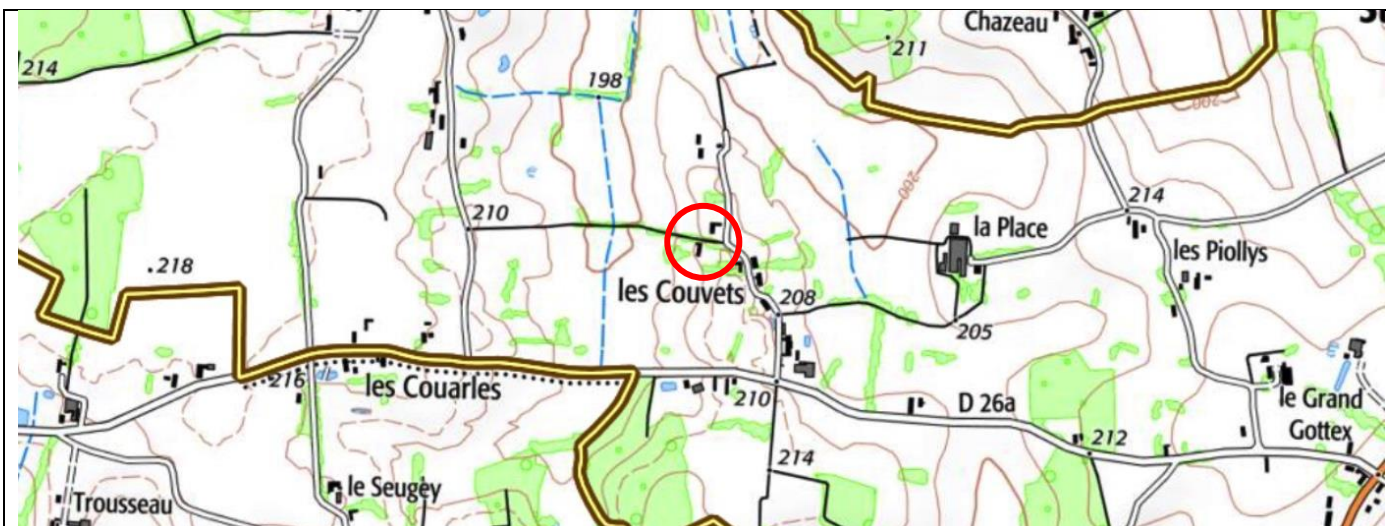 Chazeau
211
214
198
200
200
210
214
la Place
les Piollys
218
les Couvets
208
205
216
les Couarles
210
D 26a
212
le Grand
Gottex
214
le Seugey
Trousseau